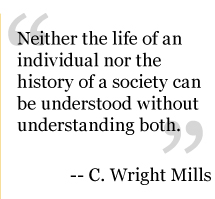 Neither the life of an
individual nor the
history of a society can
be understood without
understanding both.
-- C. Wright Mills